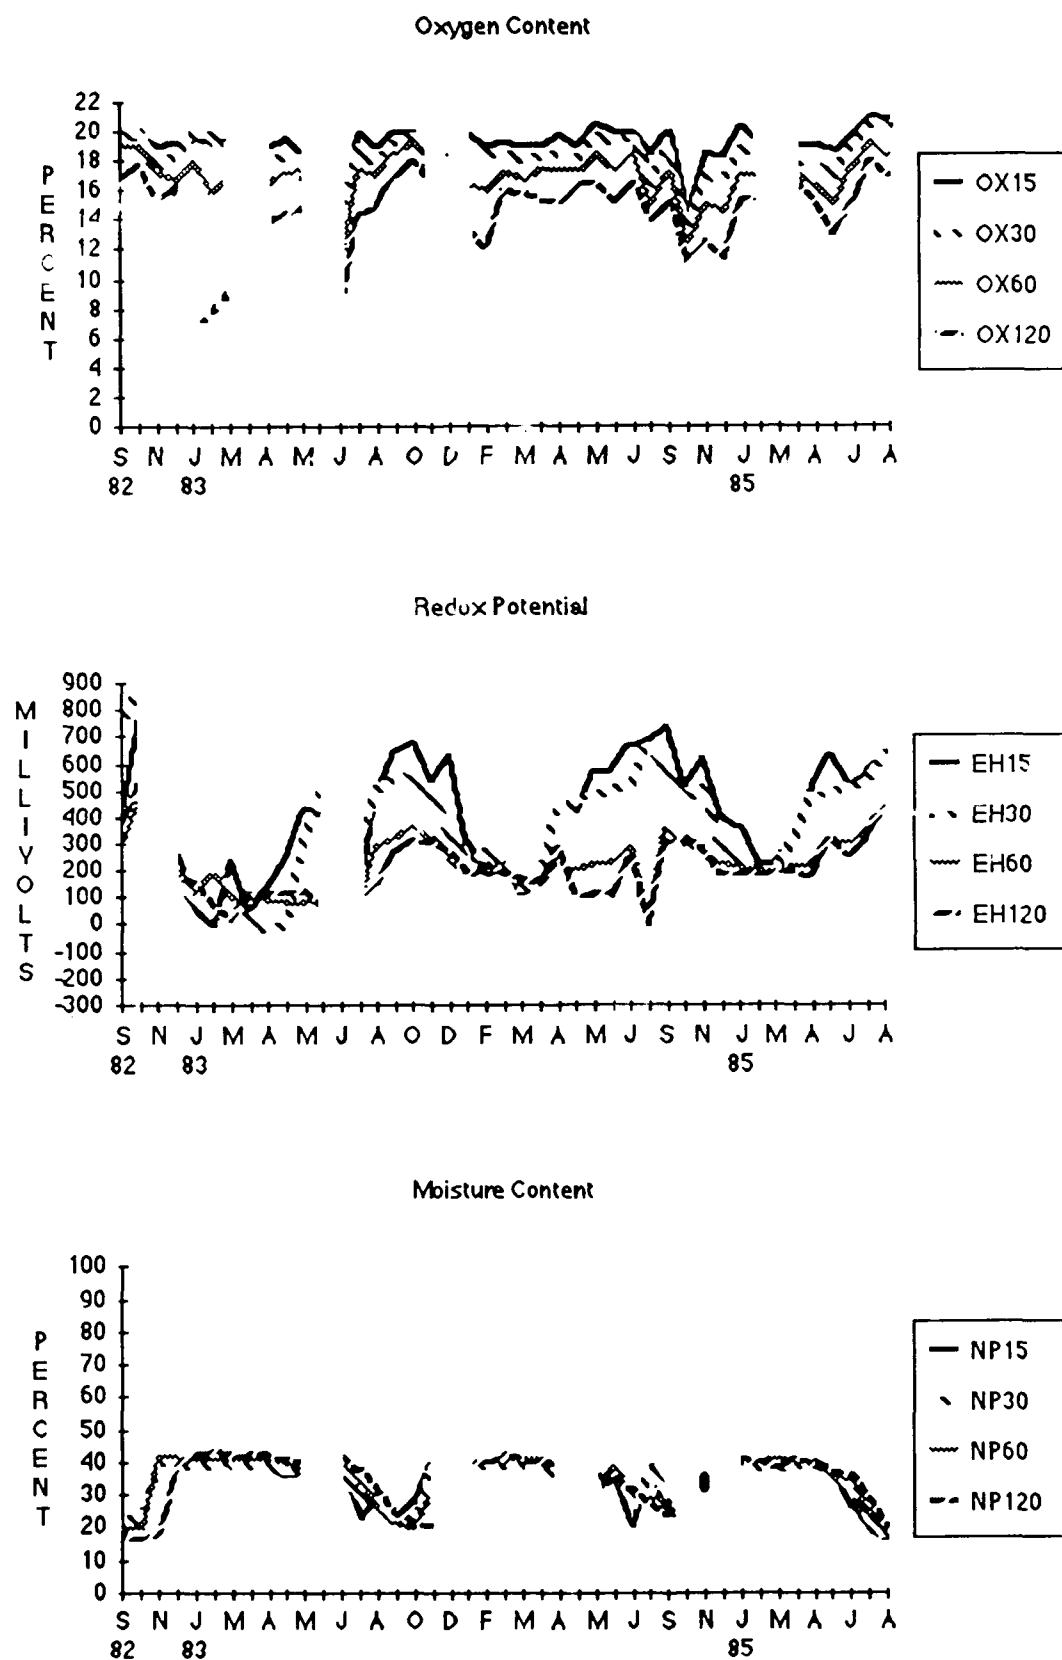 Oxygen Content
PERCENT
22
20
18
16
14
12
10
8
6
4
2
0
S N J M A M J A O D F M A M J S N J M A J A
82 83 85
OX15
OX30
OX60
OX120
Redox Potential
MILLIVOLTS
900
800
700
600
500
400
300
200
100
0
-100
-200
-300
S N J M A M J A O D F M A M J S N J M A J A
82 83 85
EH15
EH30
EH60
EH120
Moisture Content
PERCENT
100
90
80
70
60
50
40
30
20
10
0
S N J M A M J A O D F M A M J S N J M A J A
82 83 85
NP15
NP30
NP60
NP120